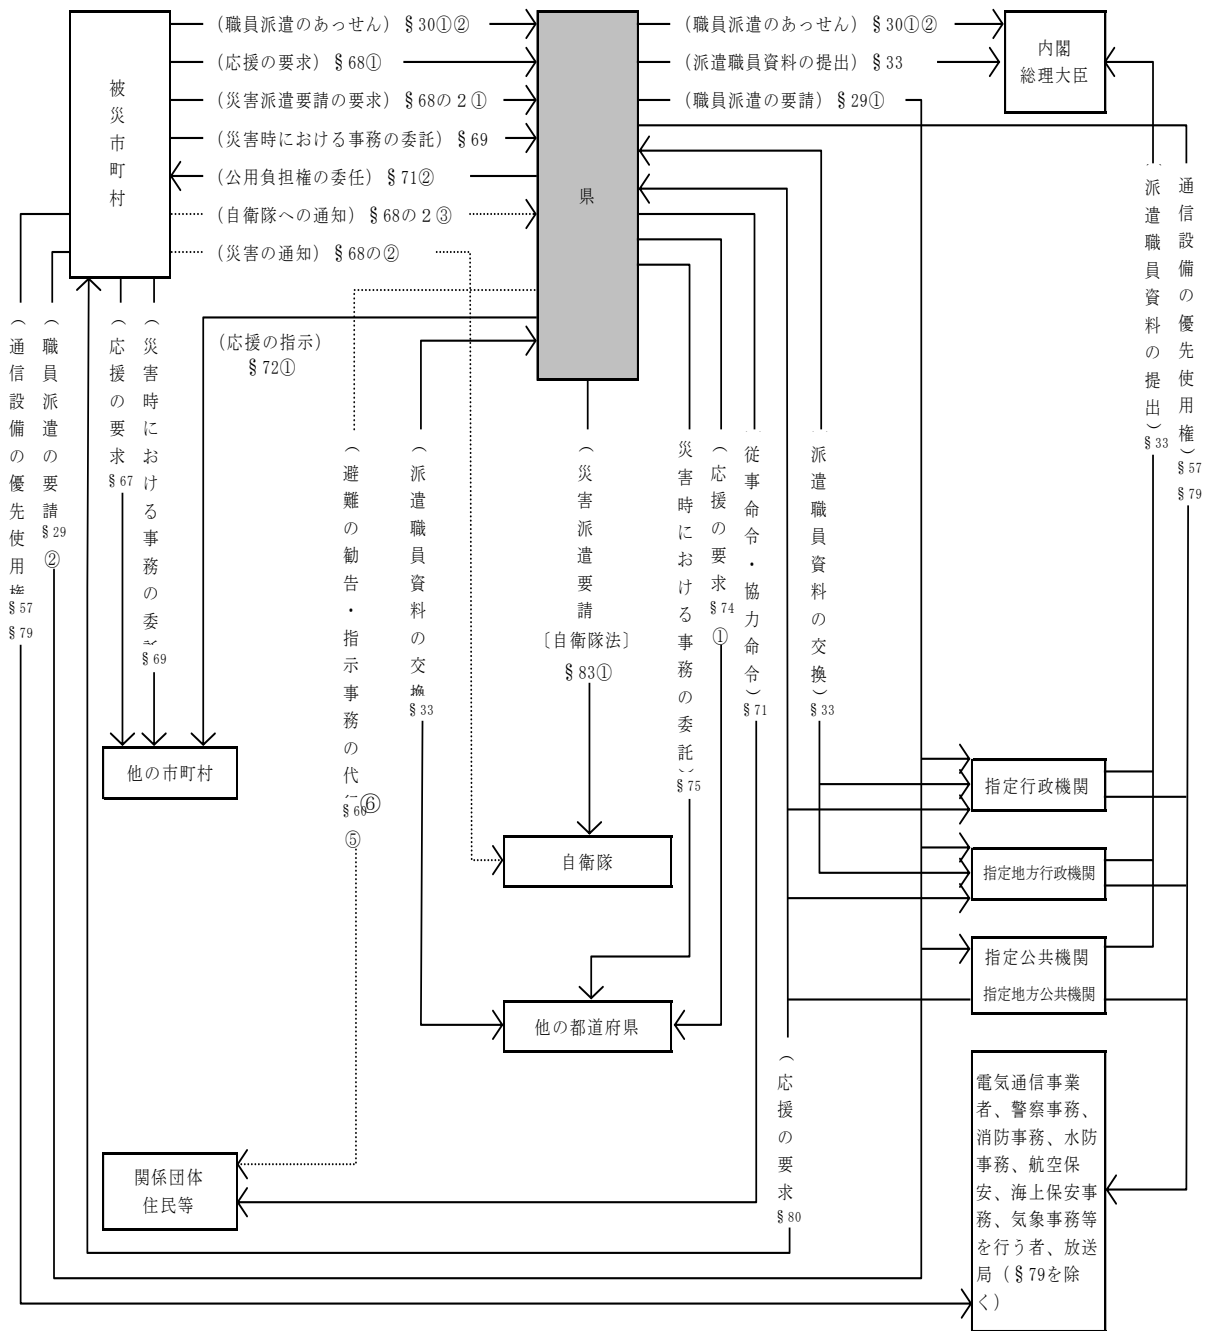 被災市町村
(職員派遣のあっせん) §30①②
(応援の要求) §68①
(災害派遣要請の要求) §68の2①
(災害時における事務の委託) §69
(公用負担権の委任) §71②
(自衛隊への通知) §68の2③
(災害の通知) §68の②
県
(職員派遣のあっせん) §30①②
(派遣職員資料の提出) §33
(職員派遣の要請) §29①
内閣
総理大臣
(通信設備の優先使用権
§57
§79
(職員派遣の要請
§29
②
(応援の要求
§67
(災害時における事務の委
§69
(応援の指示)
§72①
(避難の勧告・指示事務の代
⑥
⑤
(派遣職員資料の交換
§33
(災害派遣要請
〔自衛隊法〕
§83①
災害時における事務の委託)
§75
(応援の要求
§74
①
従事命令・協力命令)
§71
派遣職員資料の交換)
§33
(派遣職員資料の提出)
§33
通信設備の優先使用権)
§57
§79
他の市町村
自衛隊
他の都道府県
関係団体
住民等
(応援の要求
§80
指定行政機関
指定地方行政機関
指定公共機関
指定地方公共機関
電気通信事業
者、警察事務、
消防事務、水防
事務、航空保
安、海上保安事
務、気象事務等
を行う者、放送
局(§79を除
く)